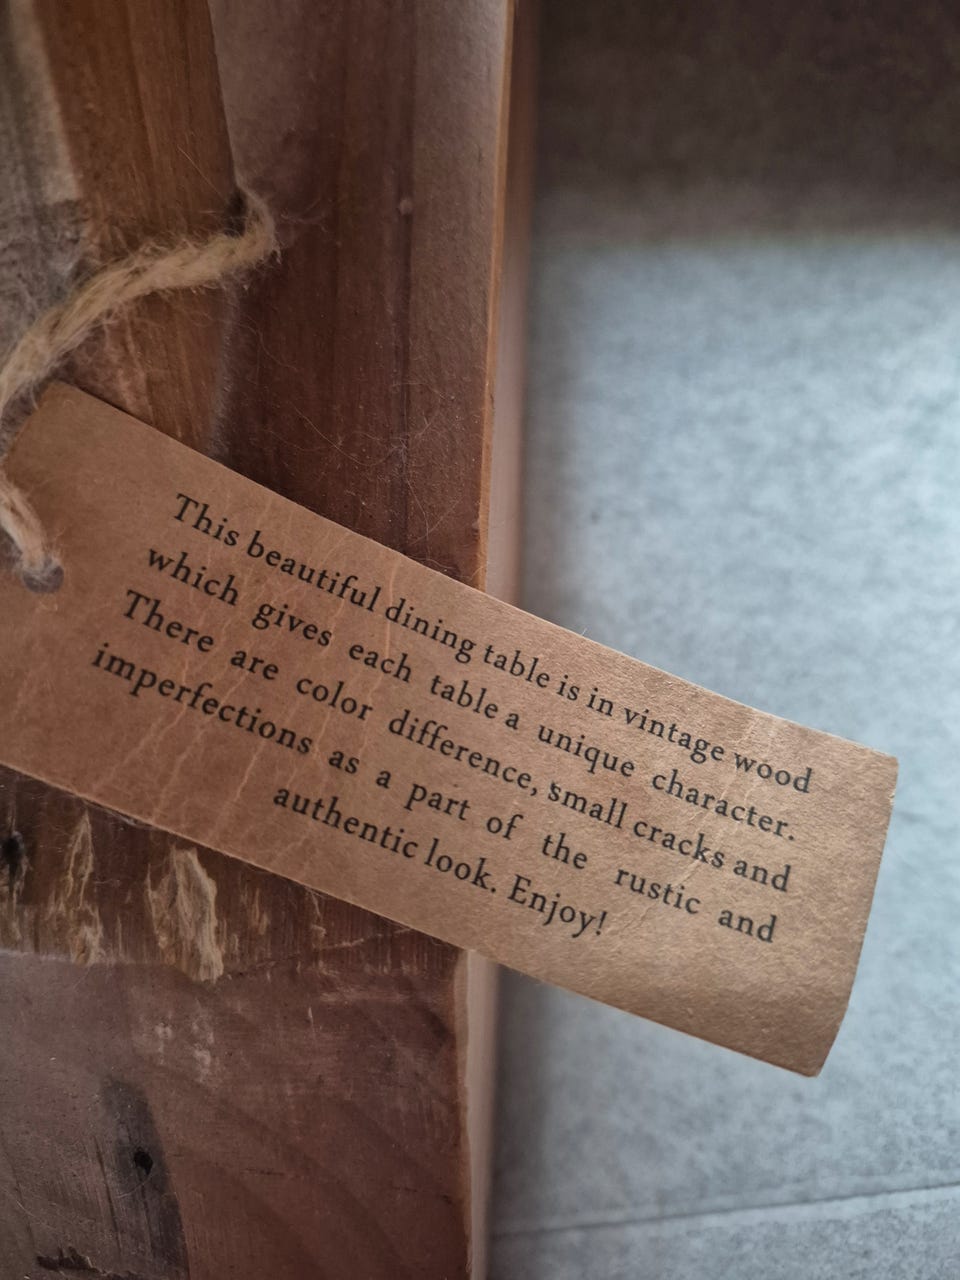 This beautiful dining table is in vintage wood
which gives each table a unique character.
There are color difference, small cracks and
imperfections as a part of the rustic and
authentic look. Enjoy!